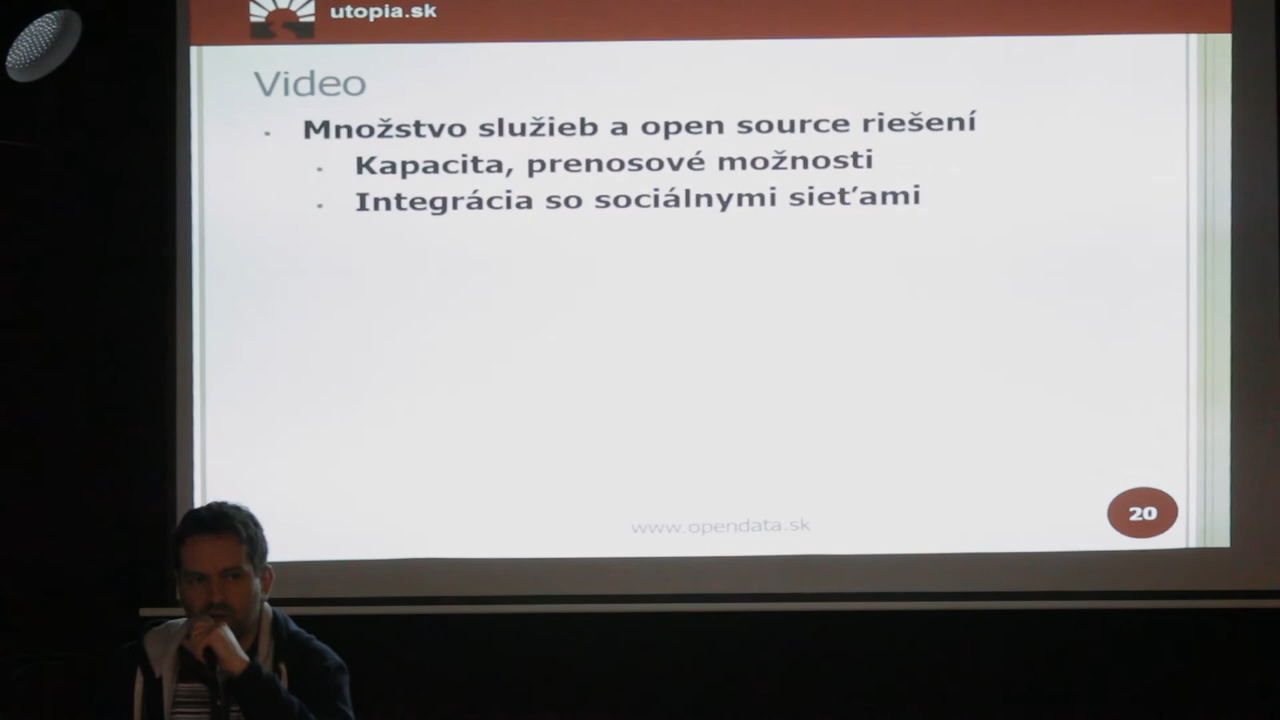 utopia.sk
Video
Množstvo služieb a open source riešení
Kapacita, prenosové možnosti
Integrácia so sociálnymi sieťami
www.opendata.sk
20